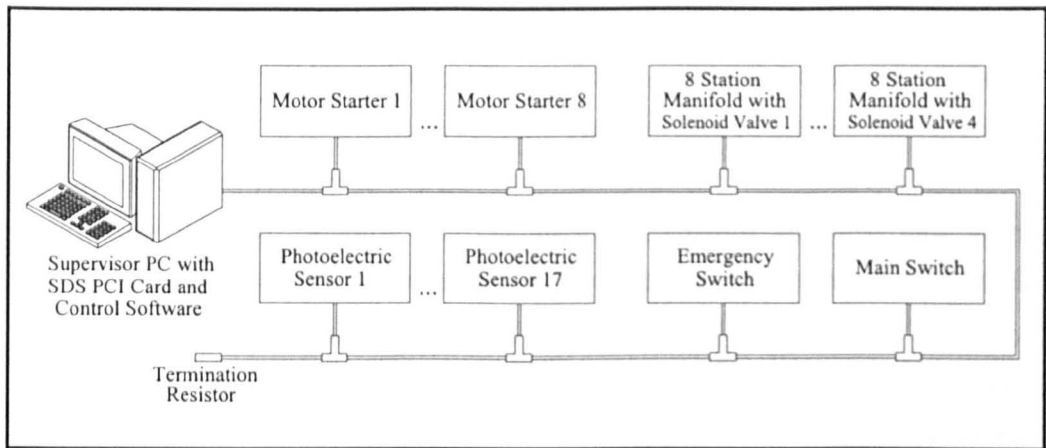 Motor Starter 1
...
Motor Starter 8
8 Station
Manifold with
Solenoid Valve 1
...
8 Station
Manifold with
Solenoid Valve 4
Supervisor PC with
SDS PCI Card and
Control Software
Photoelectric
Sensor 1
...
Photoelectric
Sensor 17
Emergency
Switch
Main Switch
Termination
Resistor